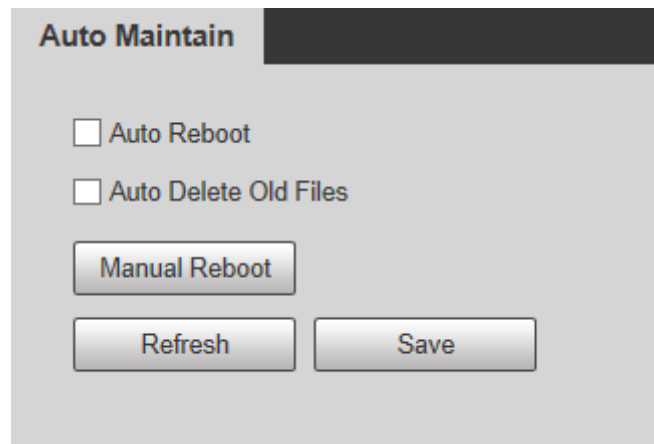 Auto Maintain
Auto Reboot
Auto Delete Old Files
Manual Reboot
Refresh Save